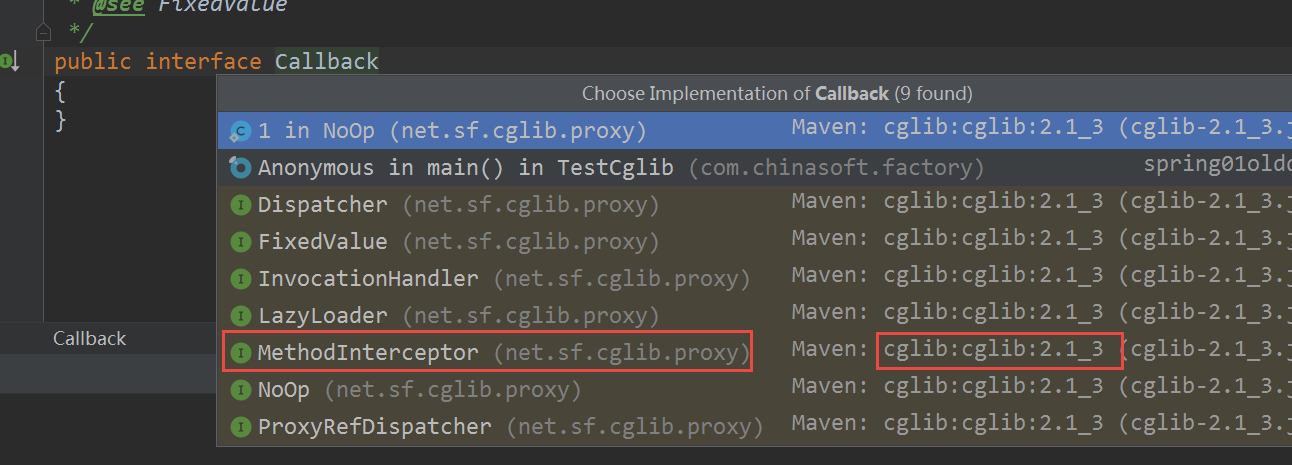 * @see FixedValue
*/
public interface Callback
{
}
Choose Implementation of Callback (9 found)
1 in NoOp (net.sf.cglib.proxy) Maven: cglib:cglib:2.1_3 (cglib-2.1_3.j
Anonymous in main() in TestCglib (com.chinasoft.factory) spring01oldc
Dispatcher (net.sf.cglib.proxy) Maven: cglib:cglib:2.1_3 (cglib-2.1_3.j
FixedValue (net.sf.cglib.proxy) Maven: cglib:cglib:2.1_3 (cglib-2.1_3.j
InvocationHandler (net.sf.cglib.proxy) Maven: cglib:cglib:2.1_3 (cglib-2.1_3.j
LazyLoader (net.sf.cglib.proxy) Maven: cglib:cglib:2.1_3 (cglib-2.1_3.j
Callback
MethodInterceptor (net.sf.cglib.proxy) Maven: cglib:cglib:2.1_3 (cglib-2.1_3.j
NoOp (net.sf.cglib.proxy) Maven: cglib:cglib:2.1_3 (cglib-2.1_3.j
ProxyRefDispatcher (net.sf.cglib.proxy) Maven: cglib:cglib:2.1_3 (cglib-2.1_3.j